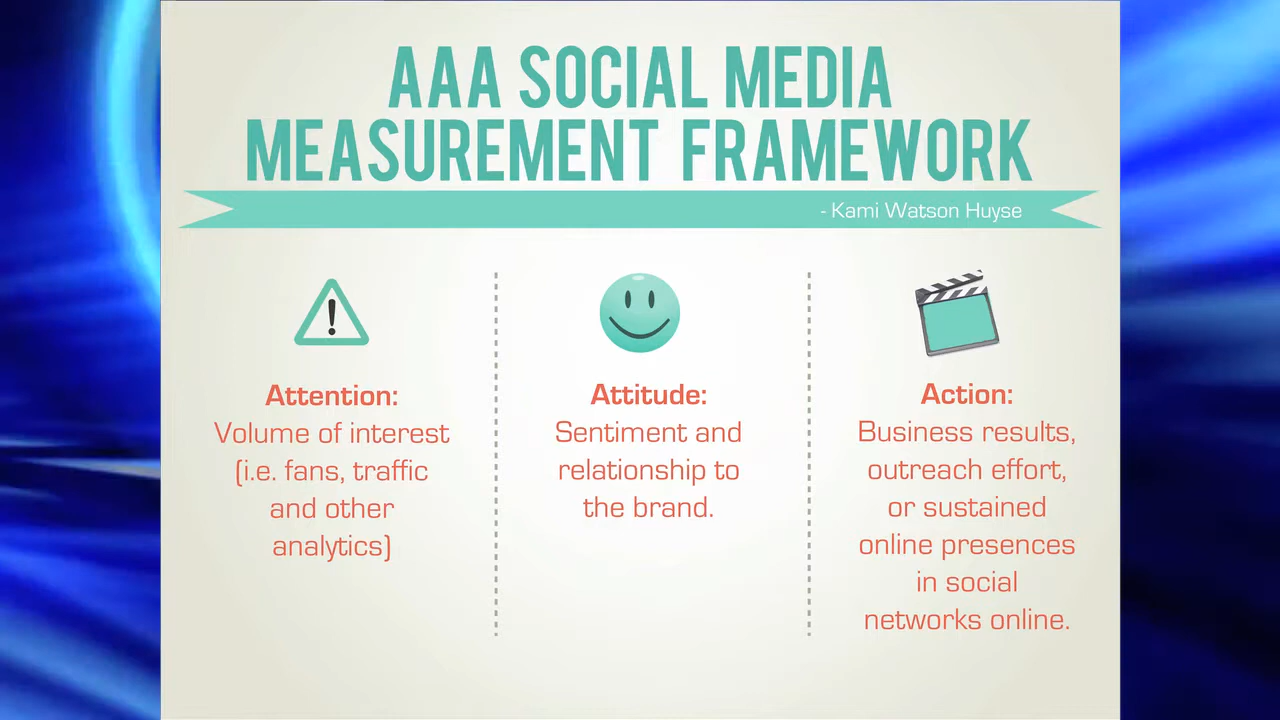 AAA SOCIAL MEDIA
MEASUREMENT FRAMEWORK
- Kami Watson Huyse
Attention:
Volume of interest
(i.e. fans, traffic
and other
analytics)
Attitude:
Sentiment and
relationship to
the brand.
Action:
Business results,
outreach effort,
or sustained
online presences
in social
networks online.